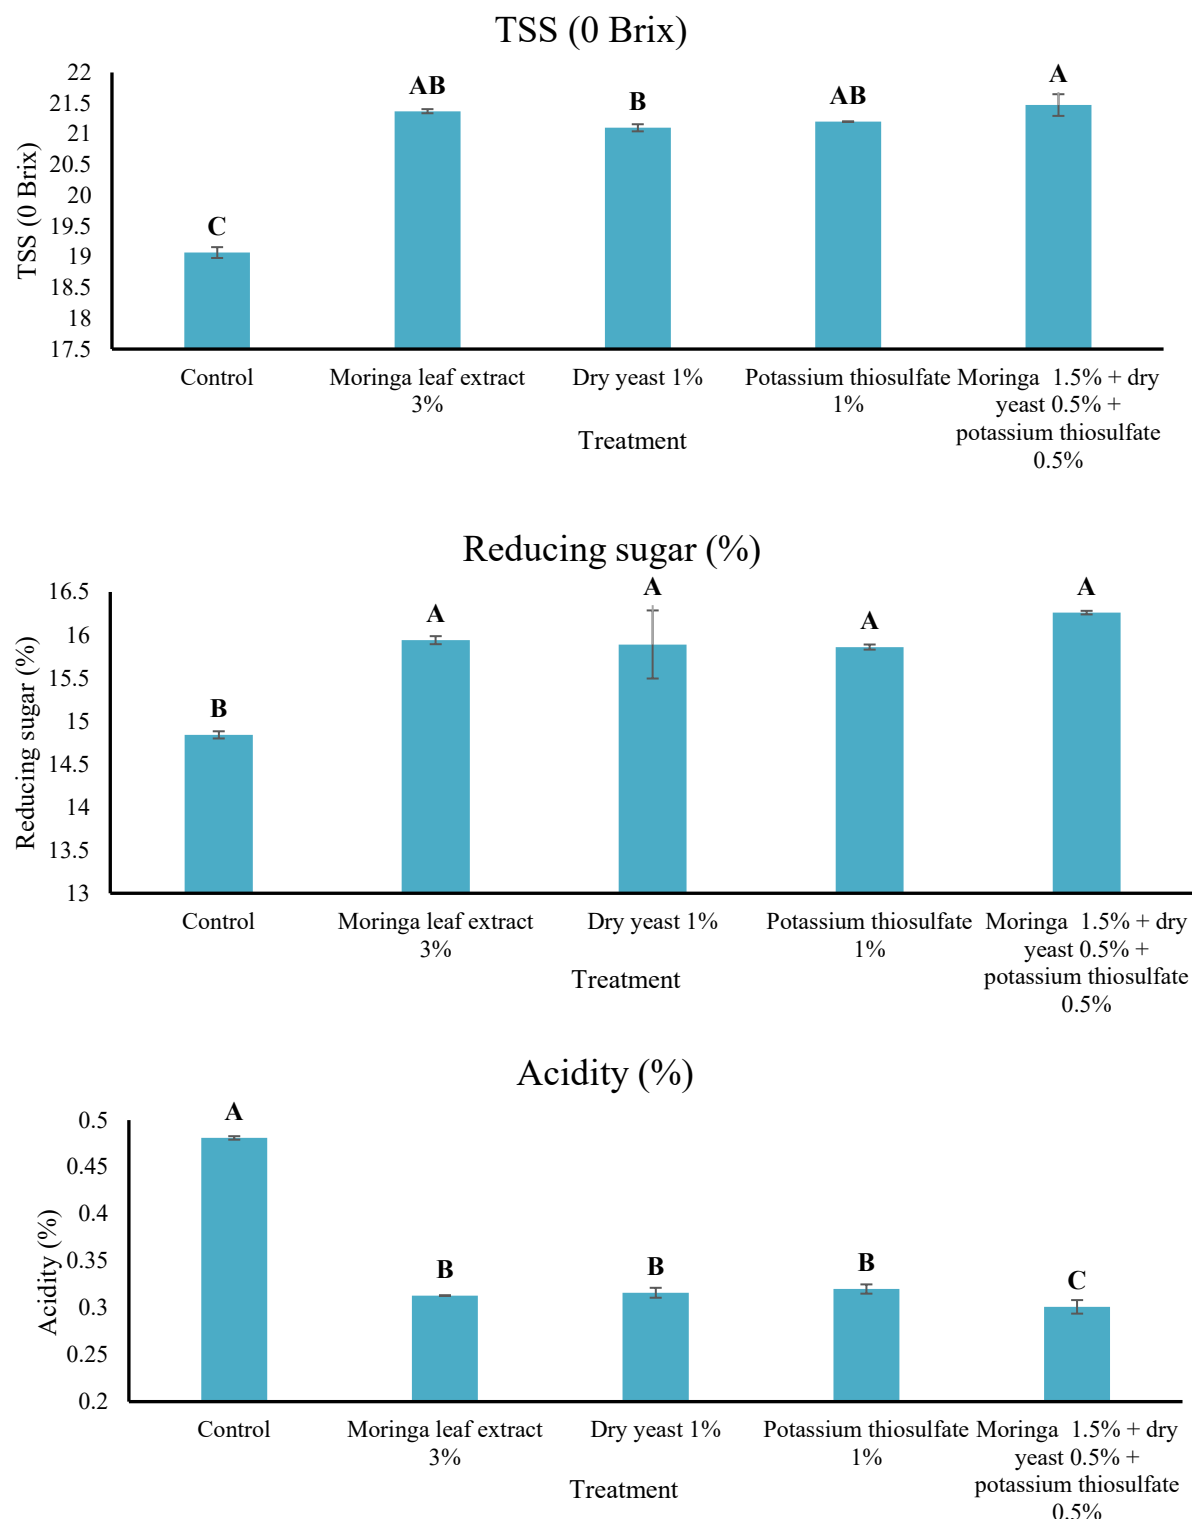 TSS (0 Brix)
TSS (0 Brix)
22
21.5
21
20.5
20
19.5
19
18.5
18
17.5
C
AB
B
AB
A
Control
Moringa leaf extract
3%
Dry yeast 1%
Potassium thiosulfate
1%
Moringa  1.5% + dry
yeast 0.5% +
potassium thiosulfate
0.5%
Treatment
Reducing sugar (%)
Reducing sugar (%)
16.5
16
15.5
15
14.5
14
13.5
13
B
A
A
A
A
Control
Moringa leaf extract
3%
Dry yeast 1%
Potassium thiosulfate
1%
Moringa  1.5% + dry
yeast 0.5% +
potassium thiosulfate
0.5%
Treatment
Acidity (%)
Acidity (%)
0.5
0.45
0.4
0.35
0.3
0.25
0.2
A
B
B
B
C
Control
Moringa leaf extract
3%
Dry yeast 1%
Potassium thiosulfate
1%
Moringa  1.5% + dry
yeast 0.5% +
potassium thiosulfate
0.5%
Treatment